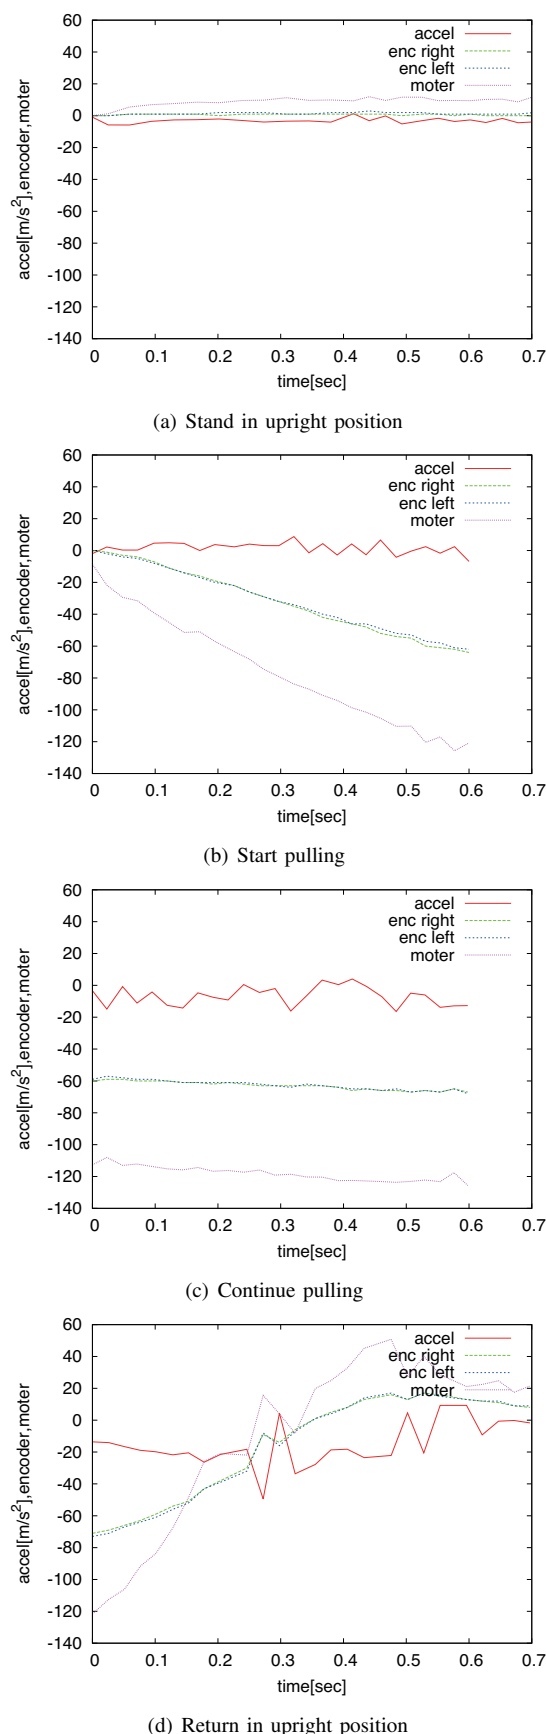 60
40
20
0
-20
-40
-60
-80
-100
-120
-140
accel[m/s²],encoder,moter
accel
enc right
enc left
moter
0 0.1 0.2 0.3 0.4 0.5 0.6 0.7
time[sec]
(a) Stand in upright position
60
40
20
0
-20
-40
-60
-80
-100
-120
-140
accel[m/s²],encoder,moter
accel
enc right
enc left
moter
0 0.1 0.2 0.3 0.4 0.5 0.6 0.7
time[sec]
(b) Start pulling
60
40
20
0
-20
-40
-60
-80
-100
-120
-140
accel[m/s²],encoder,moter
accel
enc right
enc left
moter
0 0.1 0.2 0.3 0.4 0.5 0.6 0.7
time[sec]
(c) Continue pulling
60
40
20
0
-20
-40
-60
-80
-100
-120
-140
accel[m/s²],encoder,moter
accel
enc right
enc left
moter
0 0.1 0.2 0.3 0.4 0.5 0.6 0.7
time[sec]
(d) Return in upright position